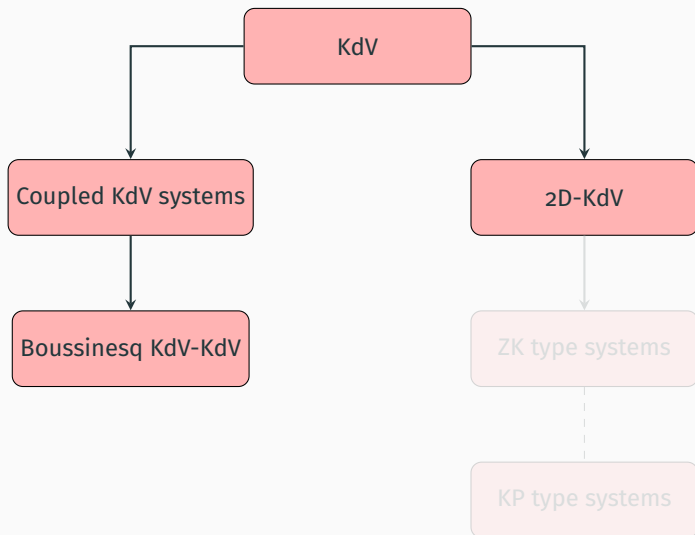 KdV
Coupled KdV systems
2D-KdV
Boussinesq KdV-KdV
ZK type systems
KP type systems